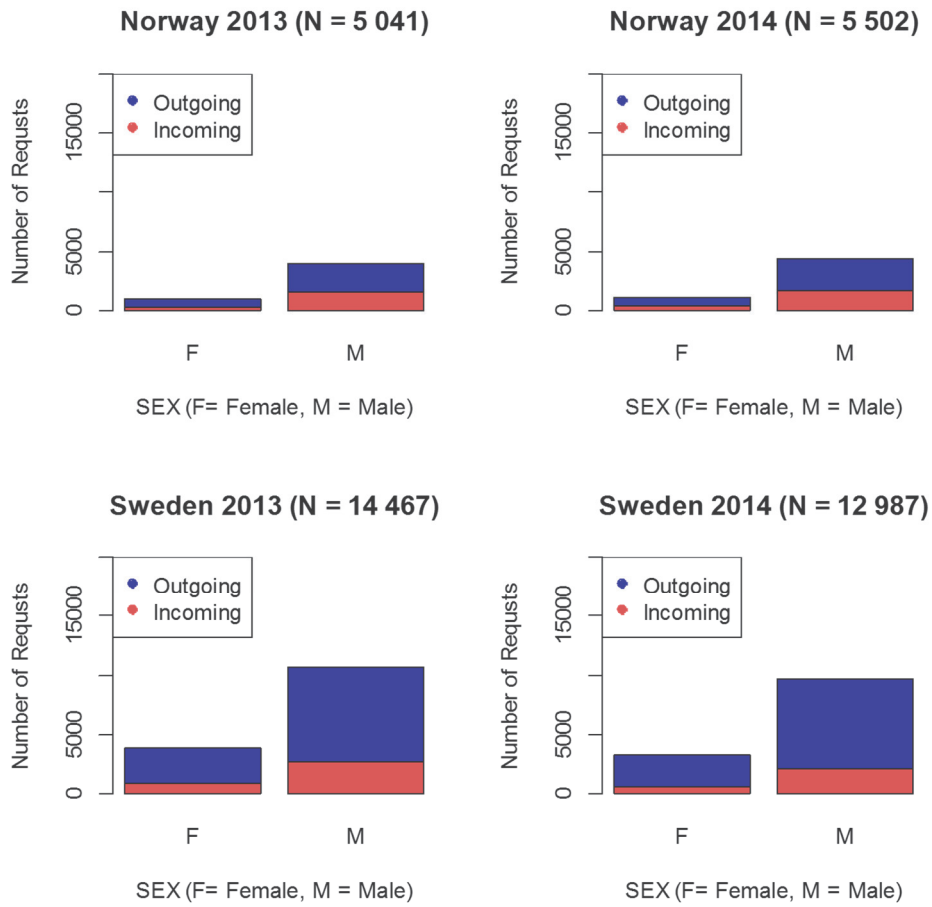 Norway 2013 (N = 5 041)
Number of Requsts
15000
5000
0
Outgoing
Incoming
F
M
SEX (F= Female, M = Male)
Norway 2014 (N = 5 502)
Number of Requsts
15000
5000
0
Outgoing
Incoming
F
M
SEX (F= Female, M = Male)
Sweden 2013 (N = 14 467)
Number of Requsts
15000
5000
0
Outgoing
Incoming
F
M
SEX (F= Female, M = Male)
Sweden 2014 (N = 12 987)
Number of Requsts
15000
5000
0
Outgoing
Incoming
F
M
SEX (F= Female, M = Male)